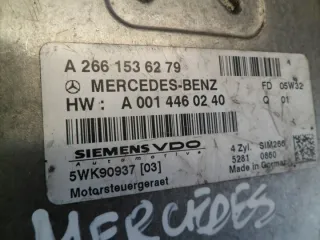 A 266 153 62 79
MERCEDES-BENZ FD 05W32
HW : A 001 446 02 40 Q 01
SIEMENS VDO 4 Zyl. SIM266
Automotive 5261 0660
5WK90937 [03] Made in Germany
Motorsteuergeraet
MERCEDES